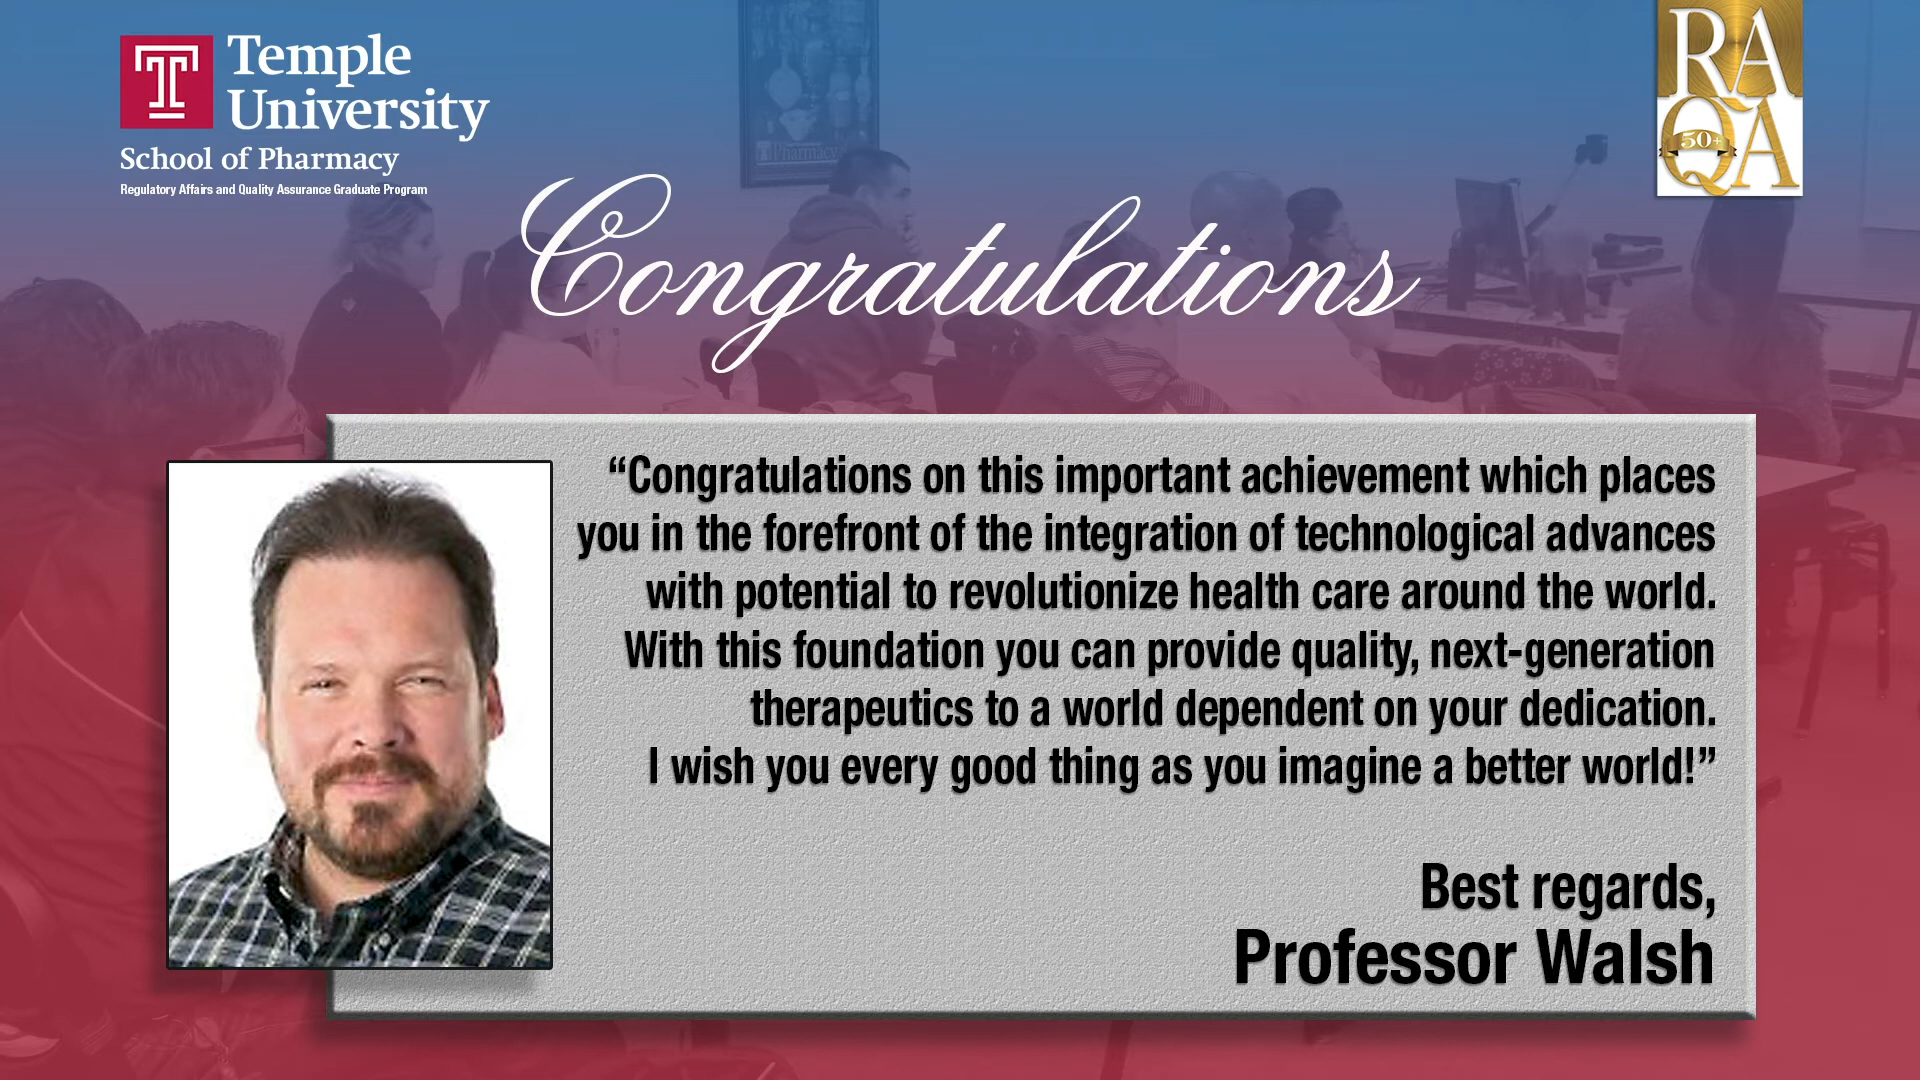 Temple
University
School of Pharmacy
Regulatory Affairs and Quality Assurance Graduate Program
RA
QA
50+
Pharmacy
Congratulations
“Congratulations on this important achievement which places
you in the forefront of the integration of technological advances
with potential to revolutionize health care around the world.
With this foundation you can provide quality, next-generation
therapeutics to a world dependent on your dedication.
I wish you every good thing as you imagine a better world!”
Best regards,
Professor Walsh